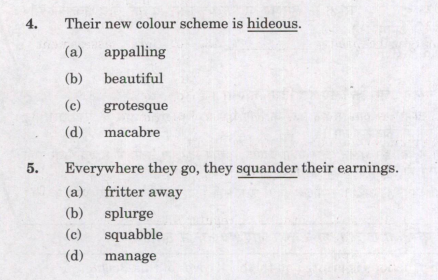 4. Their new colour scheme is hideous.
(a) appalling
(b) beautiful
(c) grotesque
(d) macabre
5. Everywhere they go, they squander their earnings.
(a) fritter away
(b) splurge
(c) squabble
(d) manage